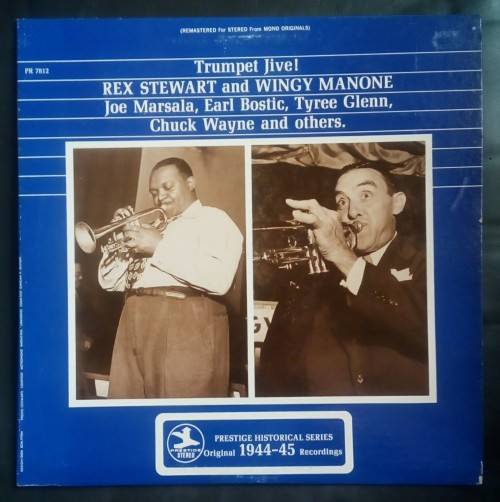 (REMASTERED For STEREO From MONO ORIGINALS)
PR 7812
Trumpet Jive!
REX STEWART and WINGY MANONE
Joe Marsala, Earl Bostic, Tyree Glenn,
Chuck Wayne and others.
PRESTIGE
STEREO
PRESTIGE HISTORICAL SERIES
Original 1944-45 Recordings